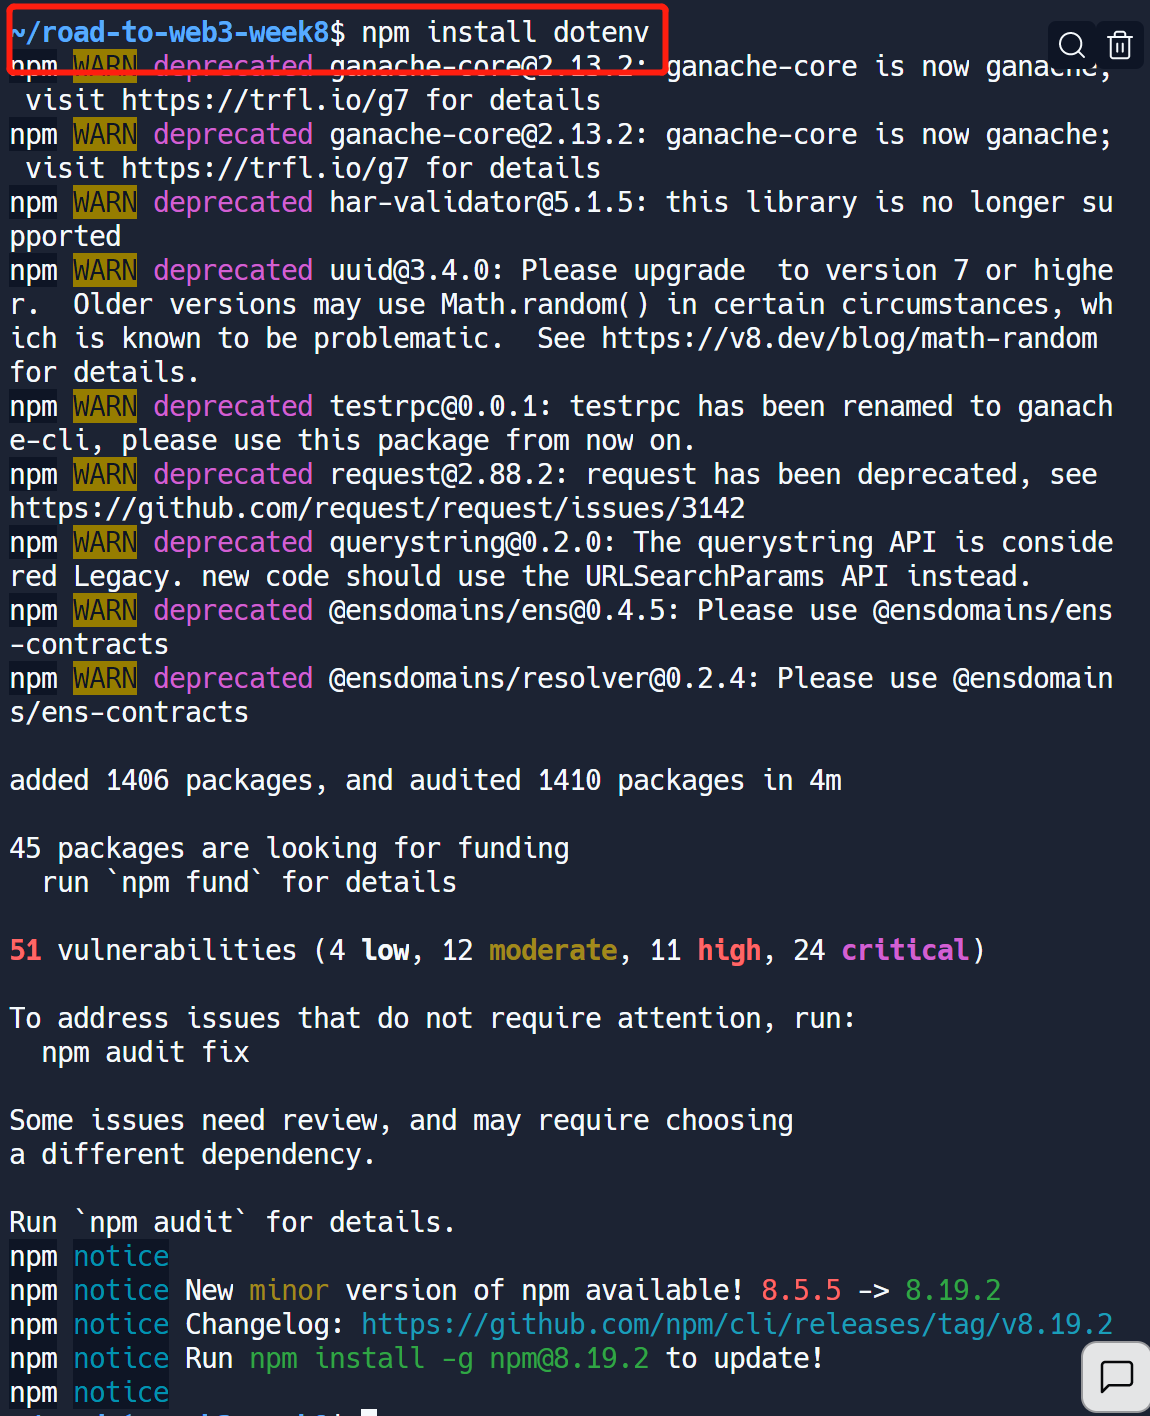 ~/road-to-web3-week8$ npm install dotenv
npm WARN deprecated ganache-core@2.13.2: ganache-core is now ganache;
 visit https://trfl.io/g7 for details
npm WARN deprecated ganache-core@2.13.2: ganache-core is now ganache;
 visit https://trfl.io/g7 for details
npm WARN deprecated har-validator@5.1.5: this library is no longer su
pported
npm WARN deprecated uuid@3.4.0: Please upgrade  to version 7 or highe
r.  Older versions may use Math.random() in certain circumstances, wh
ich is known to be problematic.  See https://v8.dev/blog/math-random
for details.
npm WARN deprecated testrpc@0.0.1: testrpc has been renamed to ganach
e-cli, please use this package from now on.
npm WARN deprecated request@2.88.2: request has been deprecated, see
https://github.com/request/request/issues/3142
npm WARN deprecated querystring@0.2.0: The querystring API is conside
red Legacy. new code should use the URLSearchParams API instead.
npm WARN deprecated @ensdomains/ens@0.4.5: Please use @ensdomains/ens
-contracts
npm WARN deprecated @ensdomains/resolver@0.2.4: Please use @ensdomain
s/ens-contracts
added 1406 packages, and audited 1410 packages in 4m
45 packages are looking for funding
  run `npm fund` for details
51 vulnerabilities (4 low, 12 moderate, 11 high, 24 critical)
To address issues that do not require attention, run:
  npm audit fix
Some issues need review, and may require choosing
a different dependency.
Run `npm audit` for details.
npm notice
npm notice New minor version of npm available! 8.5.5 -> 8.19.2
npm notice Changelog: https://github.com/npm/cli/releases/tag/v8.19.2
npm notice Run npm install -g npm@8.19.2 to update!
npm notice